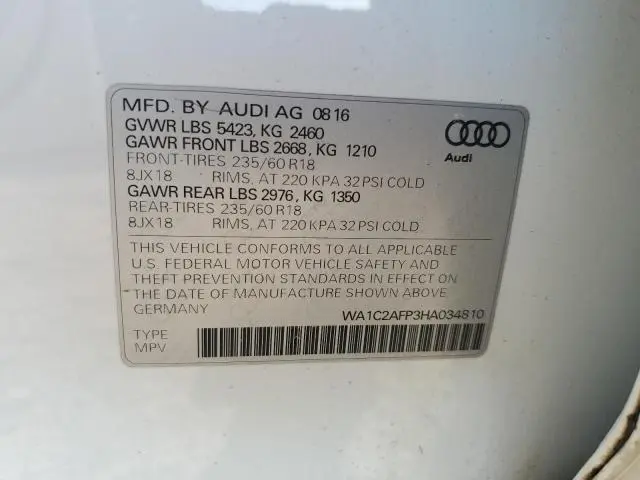 MFD. BY AUDI AG 08 16
GVWR LBS 5423, KG 2460
GAWR FRONT LBS 2668, KG 1210
FRONT-TIRES 235/60 R18
8JX18 RIMS, AT 220 KPA 32 PSI COLD
GAWR REAR LBS 2976, KG 1350
REAR-TIRES 235/60 R18
8JX18 RIMS, AT 220 KPA 32 PSI COLD
Audi
THIS VEHICLE CONFORMS TO ALL APPLICABLE
U.S. FEDERAL MOTOR VEHICLE SAFETY AND
THEFT PREVENTION STANDARDS IN EFFECT ON
THE DATE OF MANUFACTURE SHOWN ABOVE.
GERMANY
WA1C2AFP3HA034810
TYPE
MPV